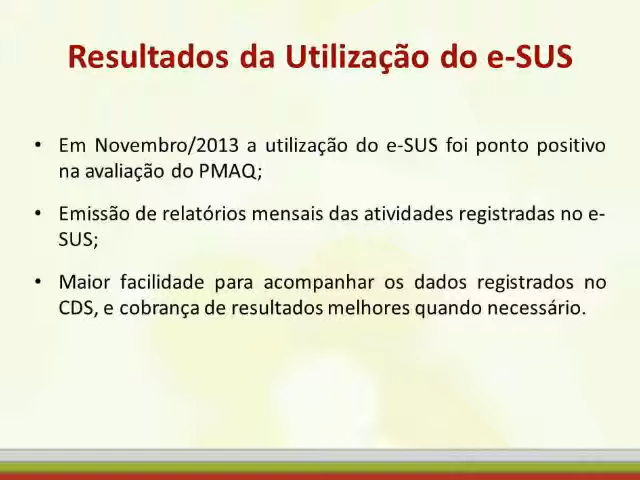 Resultados da Utilização do e-SUS
• Em Novembro/2013 a utilização do e-SUS foi ponto positivo
na avaliação do PMAQ;
• Emissão de relatórios mensais das atividades registradas no e-
SUS;
• Maior facilidade para acompanhar os dados registrados no
CDS, e cobrança de resultados melhores quando necessário.